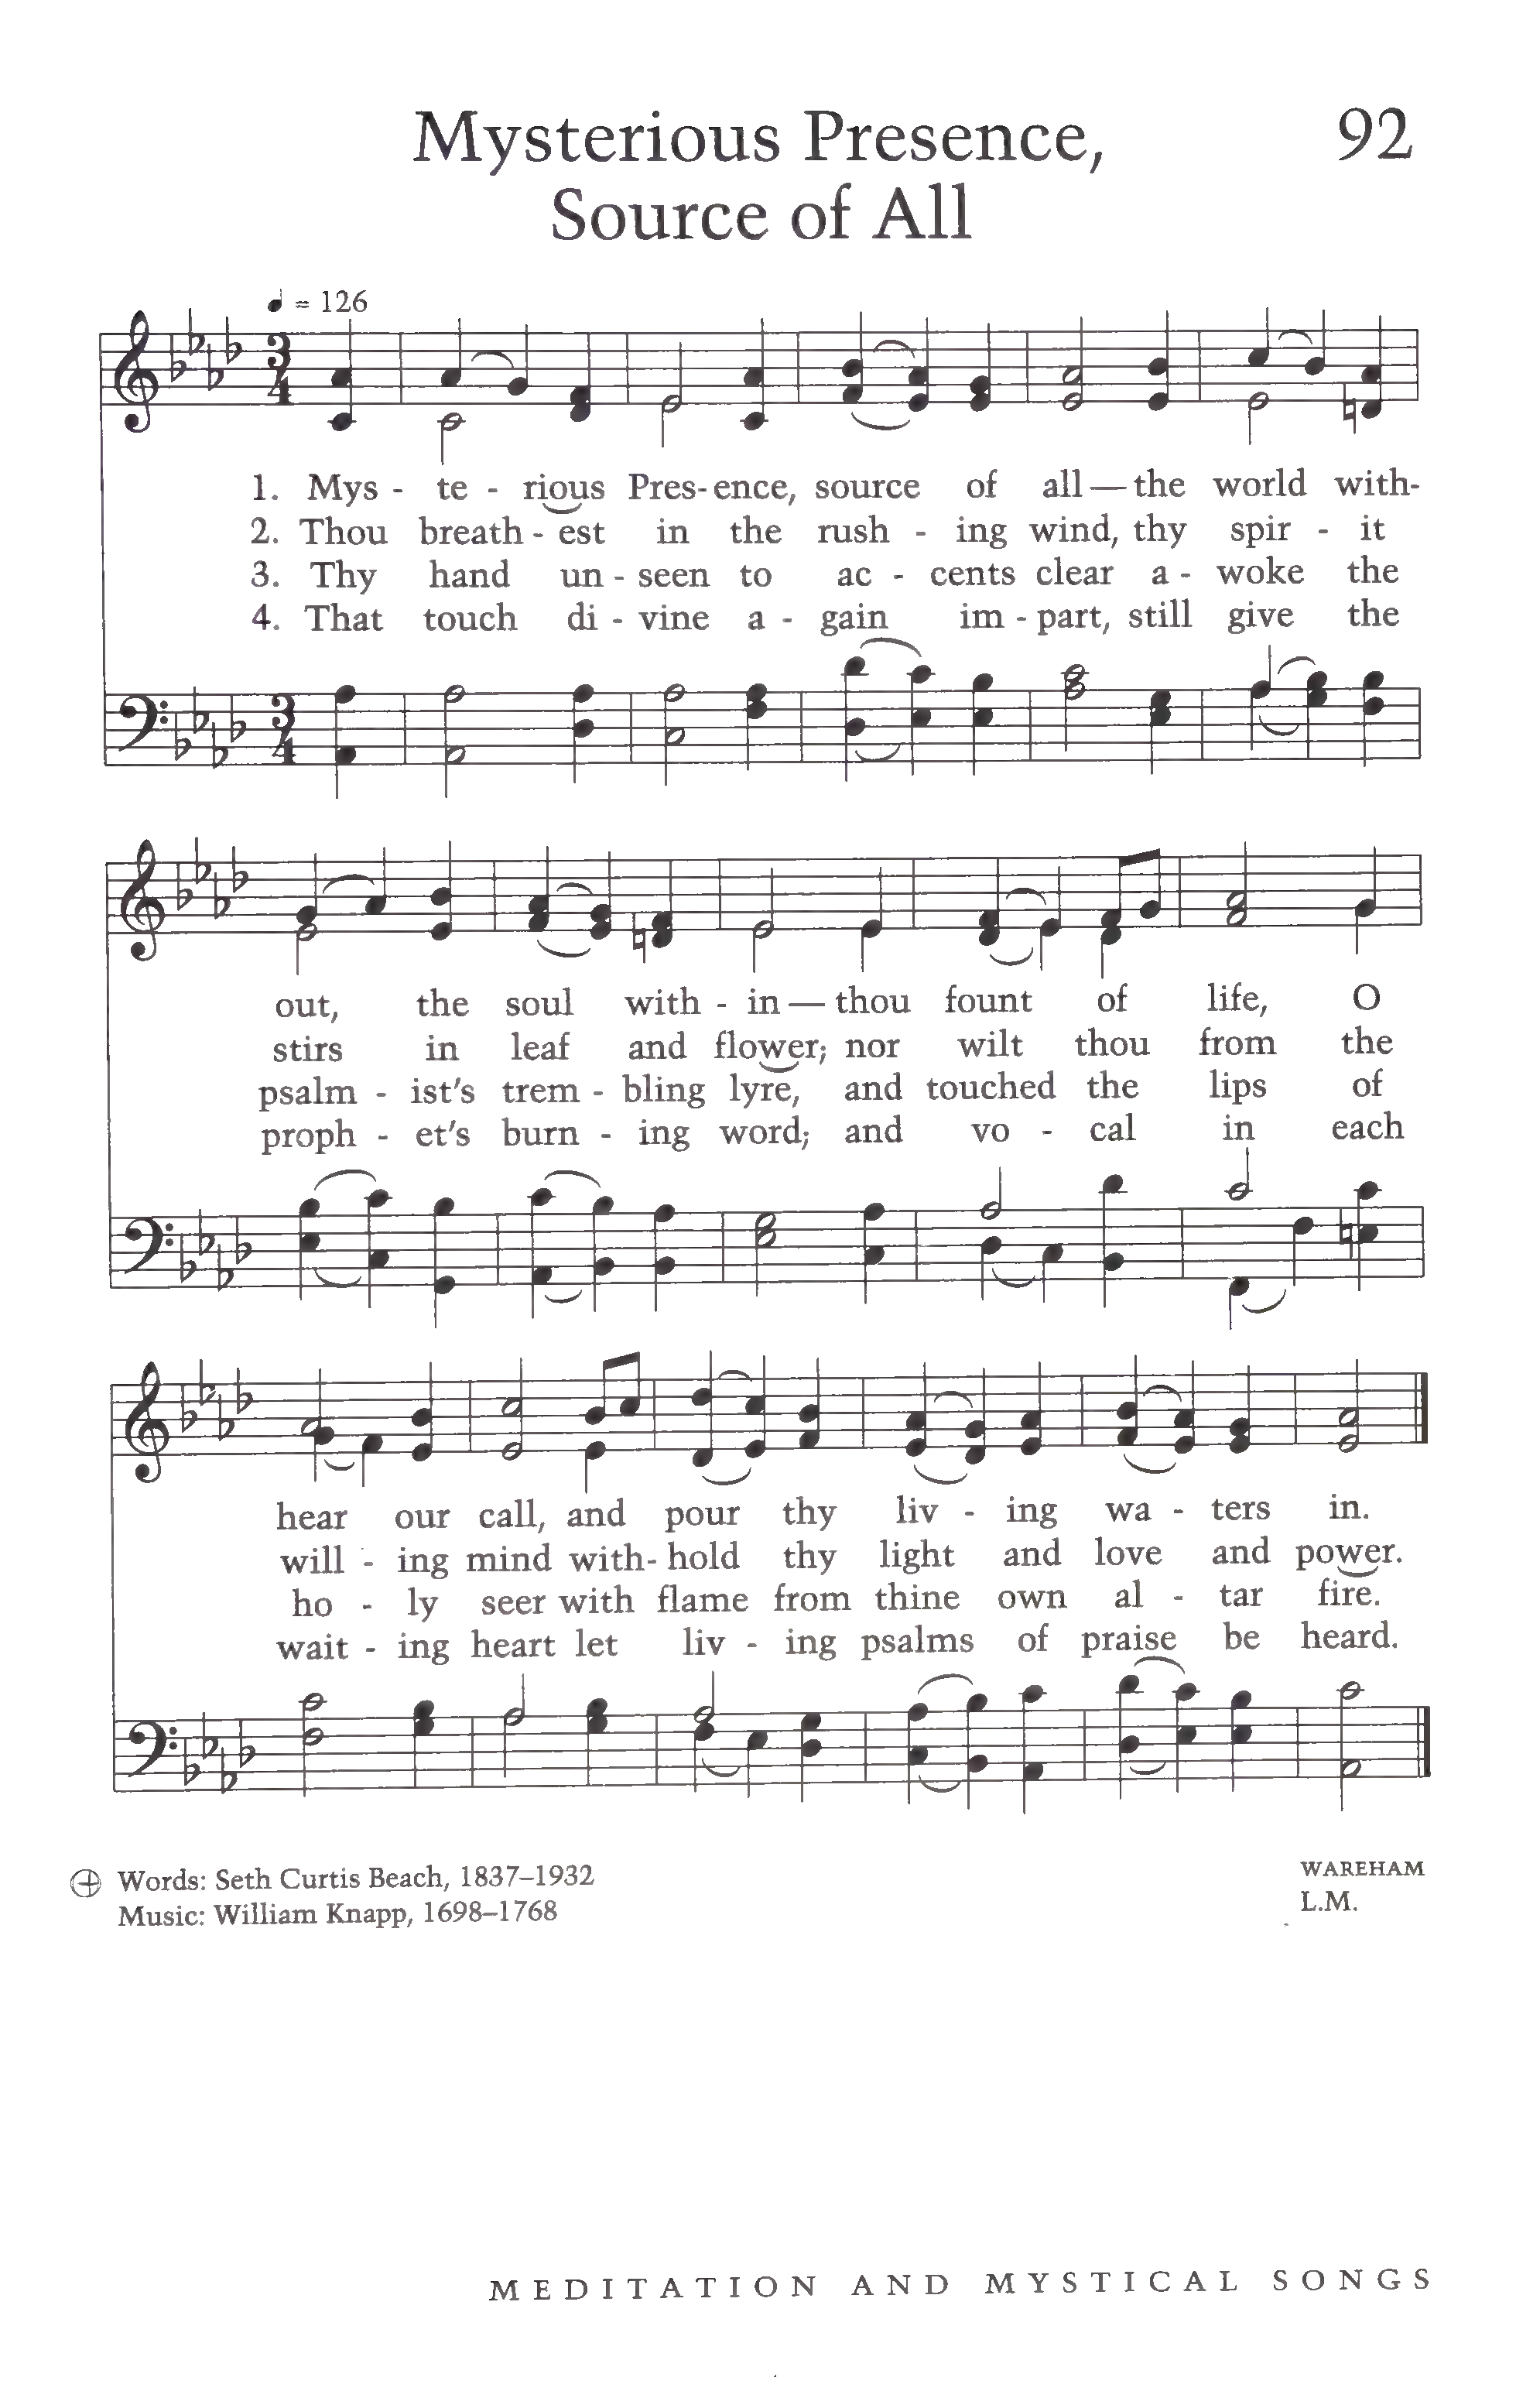 Mysterious Presence,
92
Source of All
♩ = 126
3
4
1. Mys - te - rious Pres-ence, source of all—the world with-
2. Thou breath - est in the rush - ing wind, thy spir - it
3. Thy hand un - seen to ac - cents clear a - woke the
4. That touch di - vine a - gain im - part, still give the
3
4
out, the soul with - in—thou fount of life, O
stirs in leaf and flower; nor wilt thou from the
psalm - ist's trem - bling lyre, and touched the lips of
proph - et's burn - ing word; and vo - cal in each
hear our call, and pour thy liv - ing wa - ters in.
will - ing mind with-hold thy light and love and power.
ho - ly seer with flame from thine own al - tar fire.
wait - ing heart let liv - ing psalms of praise be heard.
Words: Seth Curtis Beach, 1837–1932
WAREHAM
Music: William Knapp, 1698–1768
L.M.
MEDITATION AND MYSTICAL SONGS